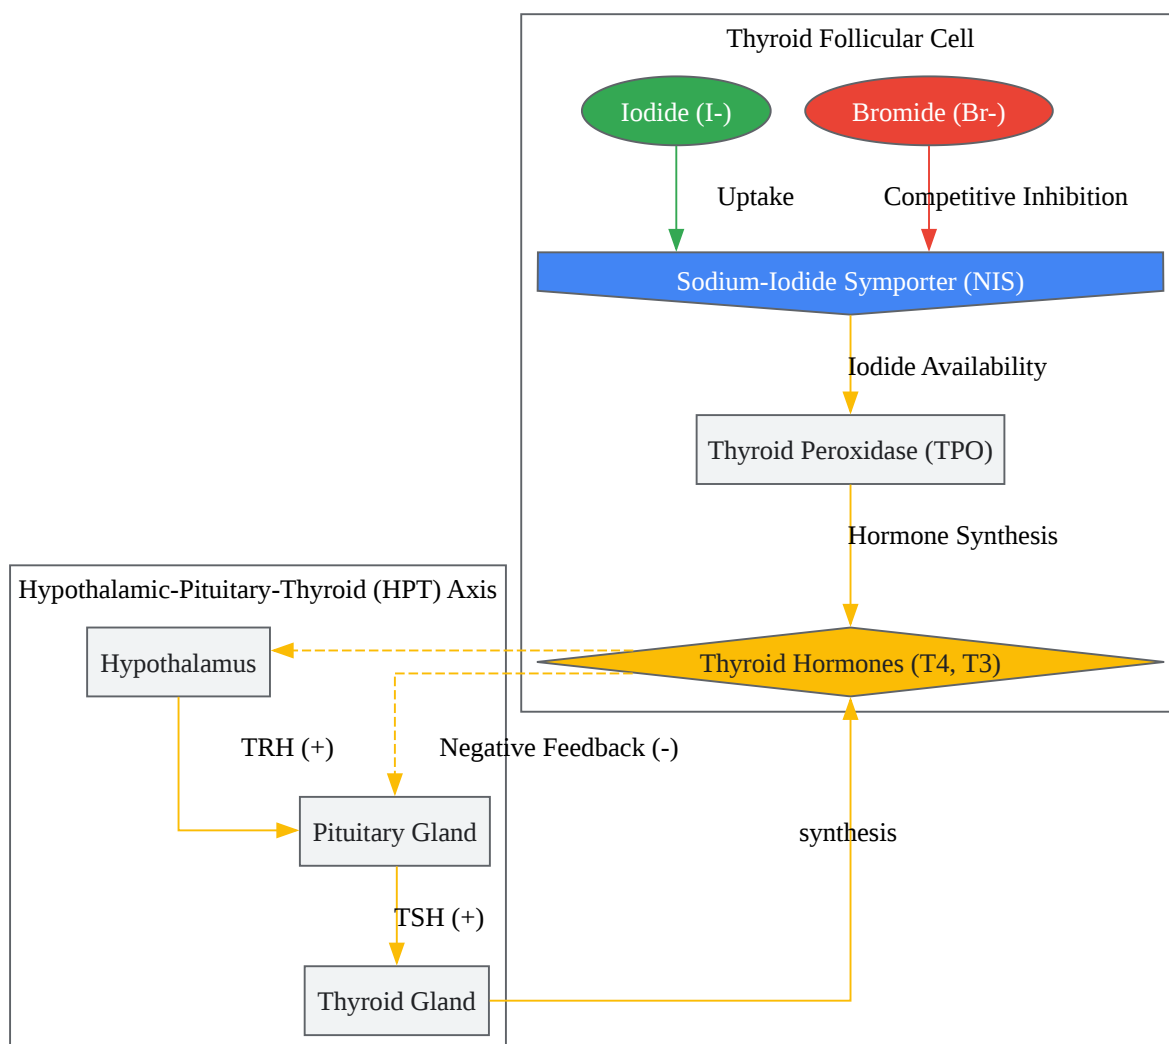 Thyroid Follicular Cell
Iodide (I-)
Bromide (Br-)
Uptake
Competitive Inhibition
Sodium-Iodide Symporter (NIS)
Iodide Availability
Thyroid Peroxidase (TPO)
Hormone Synthesis
Hypothalamic-Pituitary-Thyroid (HPT) Axis
Hypothalamus
Thyroid Hormones (T4, T3)
TRH (+)
Negative Feedback (-)
Pituitary Gland
synthesis
TSH (+)
Thyroid Gland